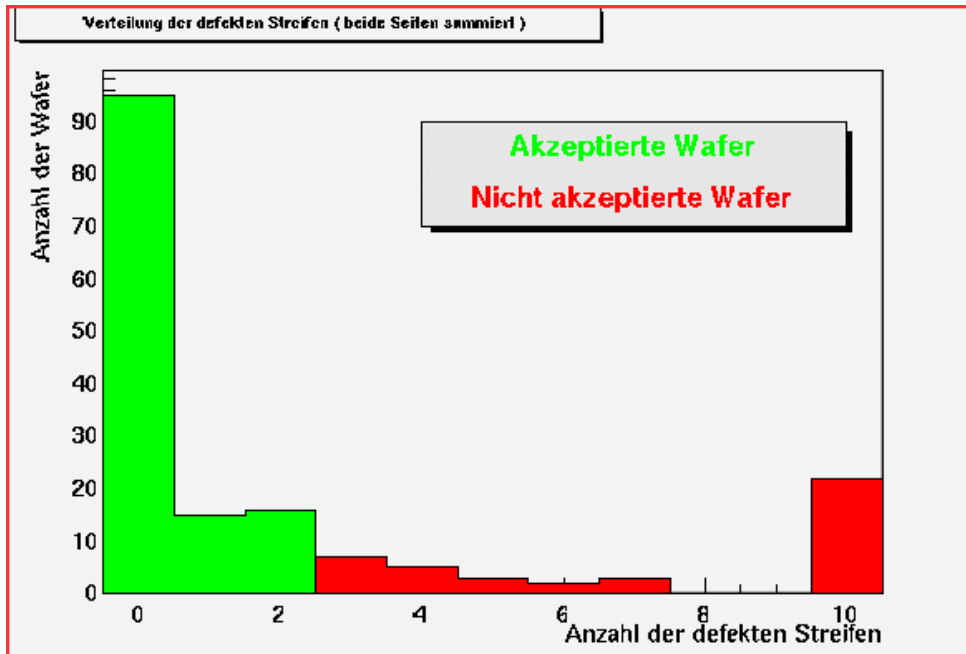 Verteilung der defekten Streifen ( beide Seiten summiert )
Anzahl der Wafer
90
80
70
60
50
40
30
20
10
0
Akzeptierte Wafer
Nicht akzeptierte Wafer
0 2 4 6 8 10
Anzahl der defekten Streifen